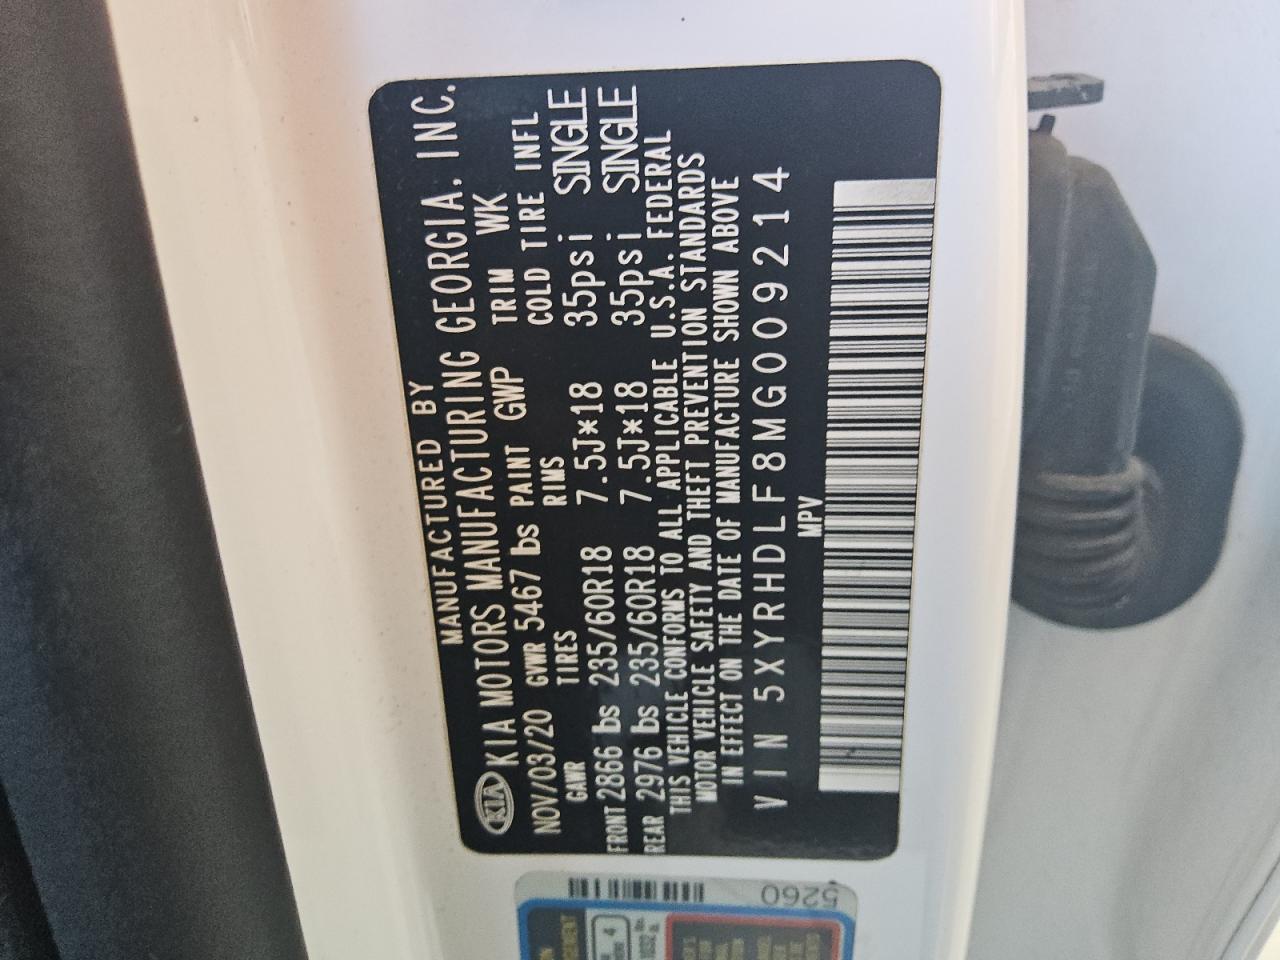 MANUFACTURED BY
KIA KIA MOTORS MANUFACTURING GEORGIA, INC.
NOV/03/20 GVWR 5467 lbs PAINT GWP TRIM WK
GAWR TIRES RIMS COLD TIRE INFL
FRONT 2866 lbs 235/60R18 7.5J*18 35psi SINGLE
REAR 2976 lbs 235/60R18 7.5J*18 35psi SINGLE
THIS VEHICLE CONFORMS TO ALL APPLICABLE U.S.A. FEDERAL
MOTOR VEHICLE SAFETY AND THEFT PREVENTION STANDARDS
IN EFFECT ON THE DATE OF MANUFACTURE SHOWN ABOVE
VIN 5XYRHDLF8MG009214
MPV
5260
4